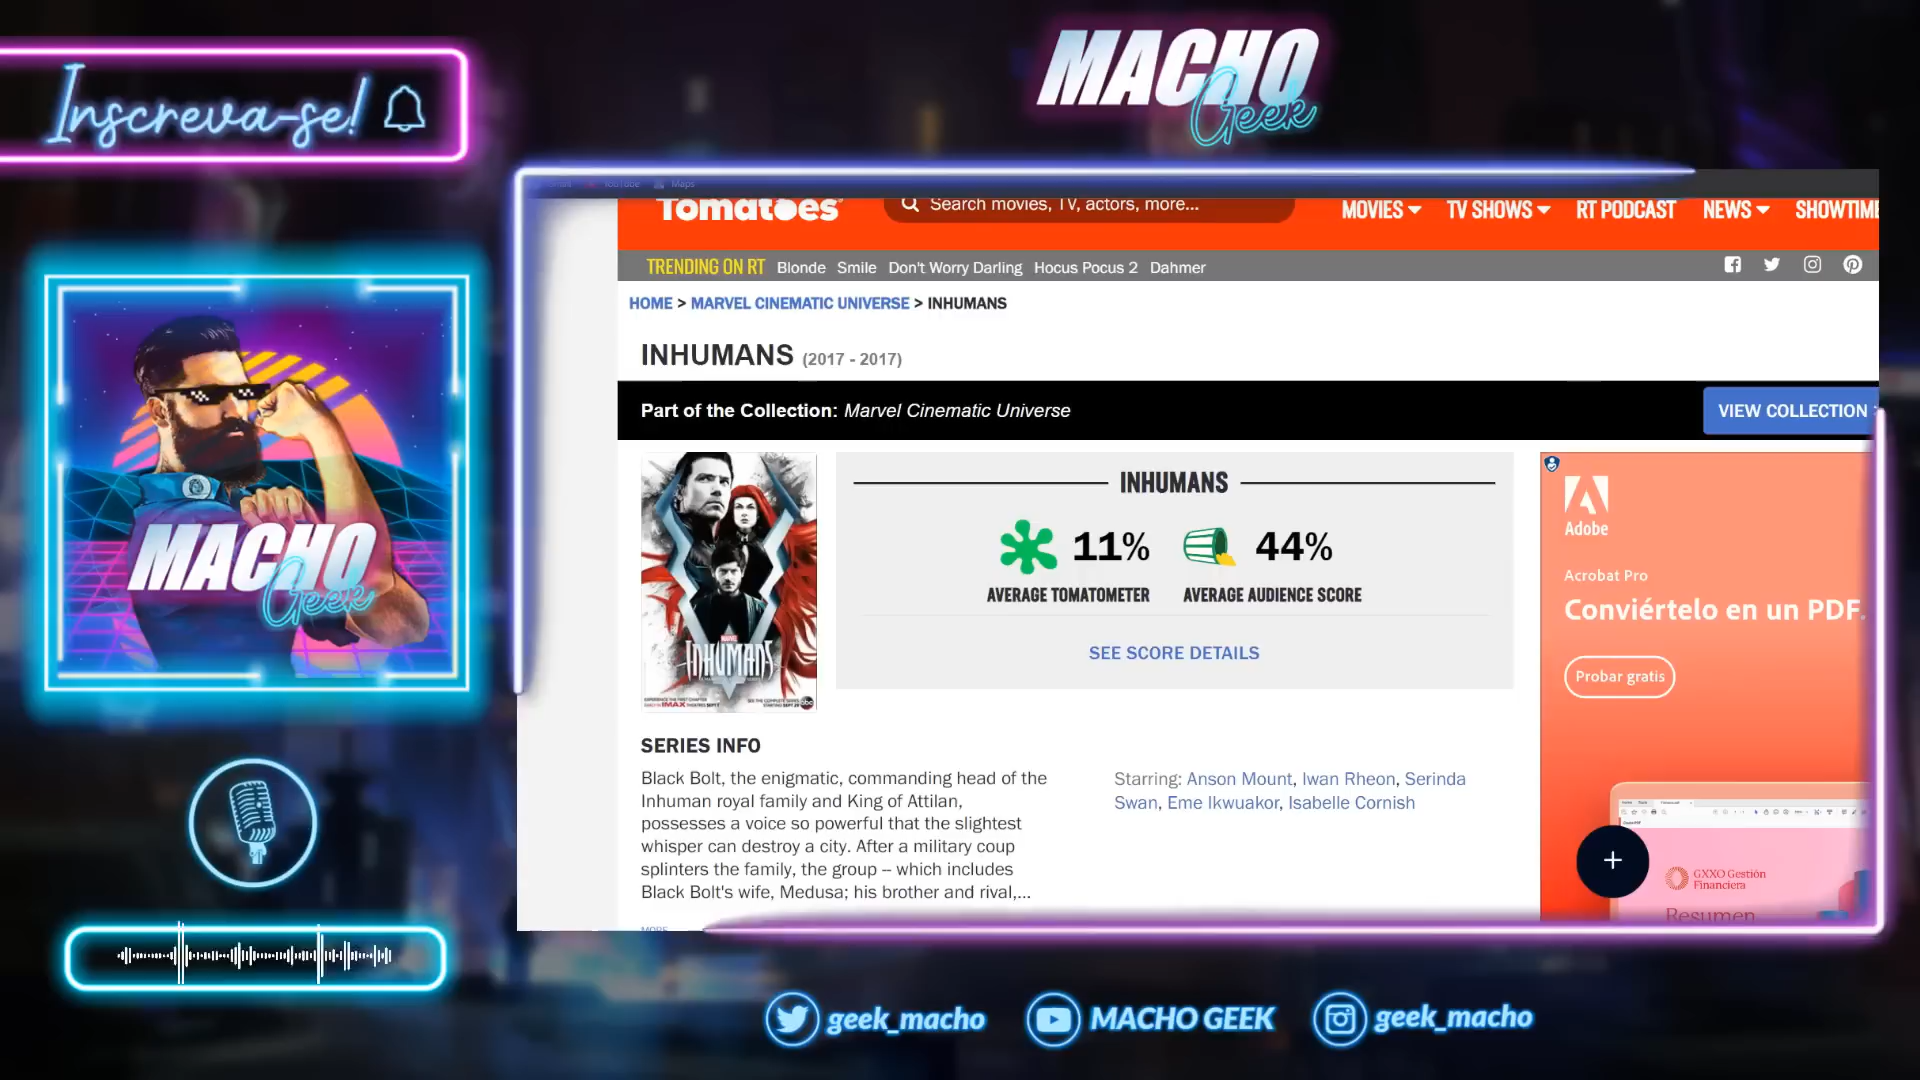 Inscreva-se!
MACHO
Geek
YouTube Maps
Tomatoes
Search movies, TV, actors, more...
MOVIES TV SHOWS RT PODCAST NEWS SHOWTIME
TRENDING ON RT Blonde Smile Don't Worry Darling Hocus Pocus 2 Dahmer
HOME > MARVEL CINEMATIC UNIVERSE > INHUMANS
INHUMANS (2017 - 2017)
Part of the Collection: Marvel Cinematic Universe
VIEW COLLECTION
MARVEL
INHUMANS
abc
INHUMANS
11% 44%
AVERAGE TOMATOMETER AVERAGE AUDIENCE SCORE
SEE SCORE DETAILS
SERIES INFO
Black Bolt, the enigmatic, commanding head of the
Inhuman royal family and King of Attilan,
possesses a voice so powerful that the slightest
whisper can destroy a city. After a military coup
splinters the family, the group -- which includes
Black Bolt's wife, Medusa; his brother and rival,...
MORE
Starring: Anson Mount, Iwan Rheon, Serinda
Swan, Eme Ikwuakor, Isabelle Cornish
Adobe
Acrobat Pro
Conviértelo en un PDF.
Probar gratis
+
GXXO Gestión
Financiera
Resumen
MACHO
Geek
geek_macho MACHO GEEK geek_macho